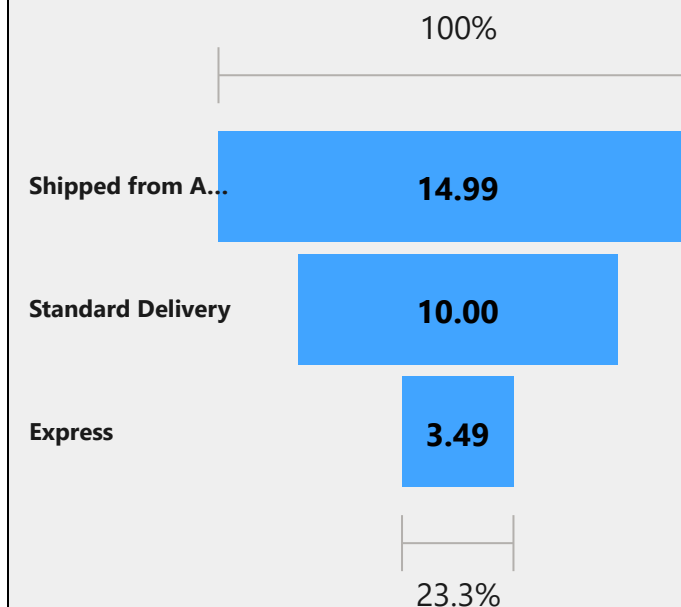 100%
Shipped from A...
14.99
Standard Delivery
10.00
Express
3.49
23.3%